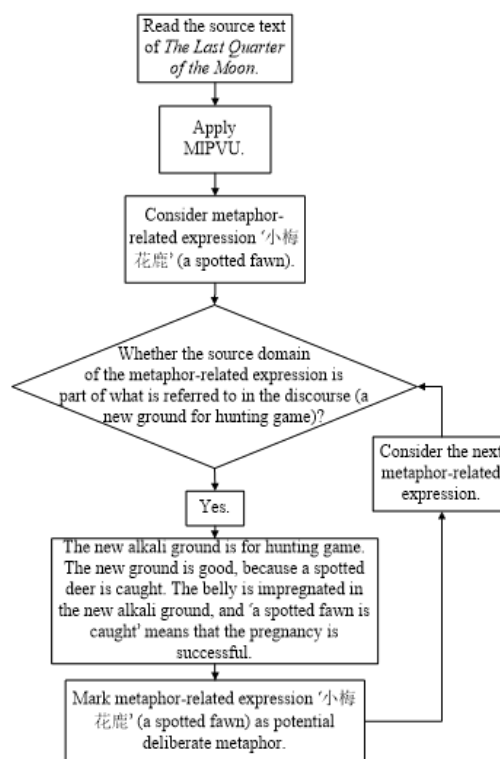 Read the source text
of The Last Quarter
of the Moon.
Apply
MIPVU.
Consider metaphor-
related expression ‘小梅
花鹿’ (a spotted fawn).
Whether the source domain
of the metaphor-related expression is
part of what is referred to in the discourse (a
new ground for hunting game)?
Yes.
The new alkali ground is for hunting game.
The new ground is good, because a spotted
deer is caught. The belly is impregnated in
the new alkali ground, and ‘a spotted fawn is
caught’ means that the pregnancy is
successful.
Mark metaphor-related expression ‘小梅
花鹿’ (a spotted fawn) as potential
deliberate metaphor.
Consider the next
metaphor-related
expression.